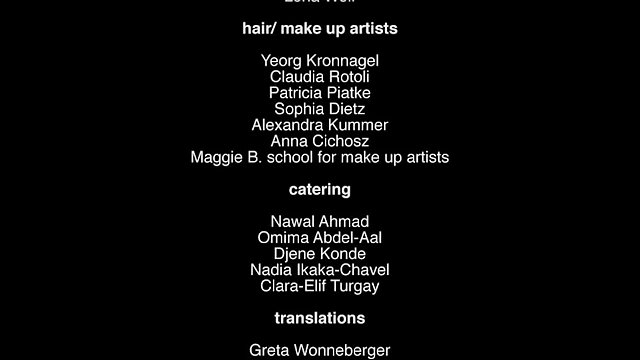 hair/ make up artists
Yeorg Kronnagel
Claudia Rotoli
Patricia Piatke
Sophia Dietz
Alexandra Kummer
Anna Cichosz
Maggie B. school for make up artists
catering
Nawal Ahmad
Omima Abdel-Aal
Djene Konde
Nadia Ikaka-Chavel
Clara-Elif Turgay
translations
Greta Wonneberger